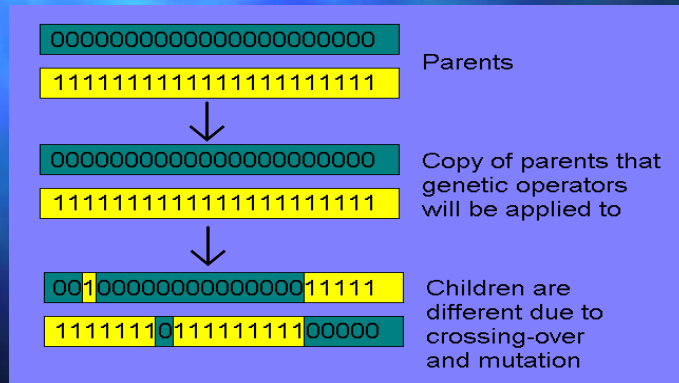 0000000000000000000000
Parents
1111111111111111111111
0000000000000000000000
1111111111111111111111
Copy of parents that
genetic operators
will be applied to
0010000000000000011111
1111111011111111100000
Children are
different due to
crossing-over
and mutation